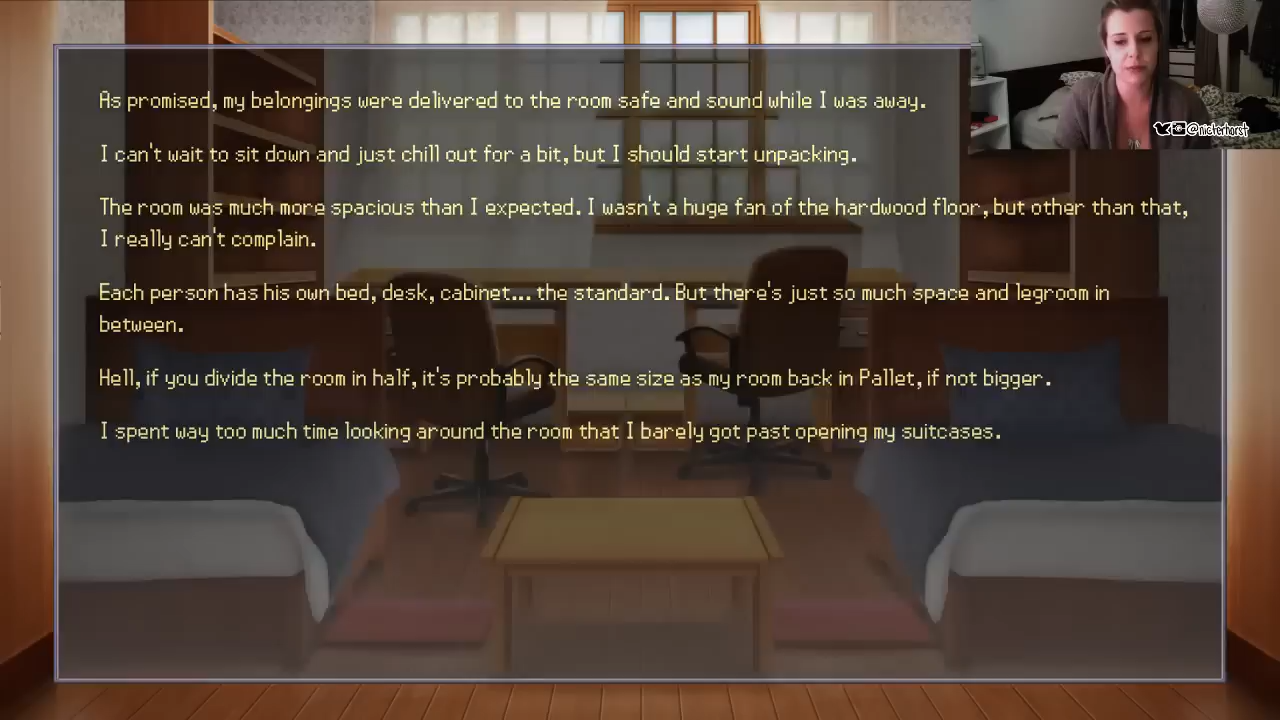 As promised, my belongings were delivered to the room safe and sound while I was away.
I can't wait to sit down and just chill out for a bit, but I should start unpacking.
The room was much more spacious than I expected. I wasn't a huge fan of the hardwood floor, but other than that,
I really can't complain.
Each person has his own bed, desk, cabinet... the standard. But there's just so much space and legroom in
between.
Hell, if you divide the room in half, it's probably the same size as my room back in Pallet, if not bigger.
I spent way too much time looking around the room that I barely got past opening my suitcases.